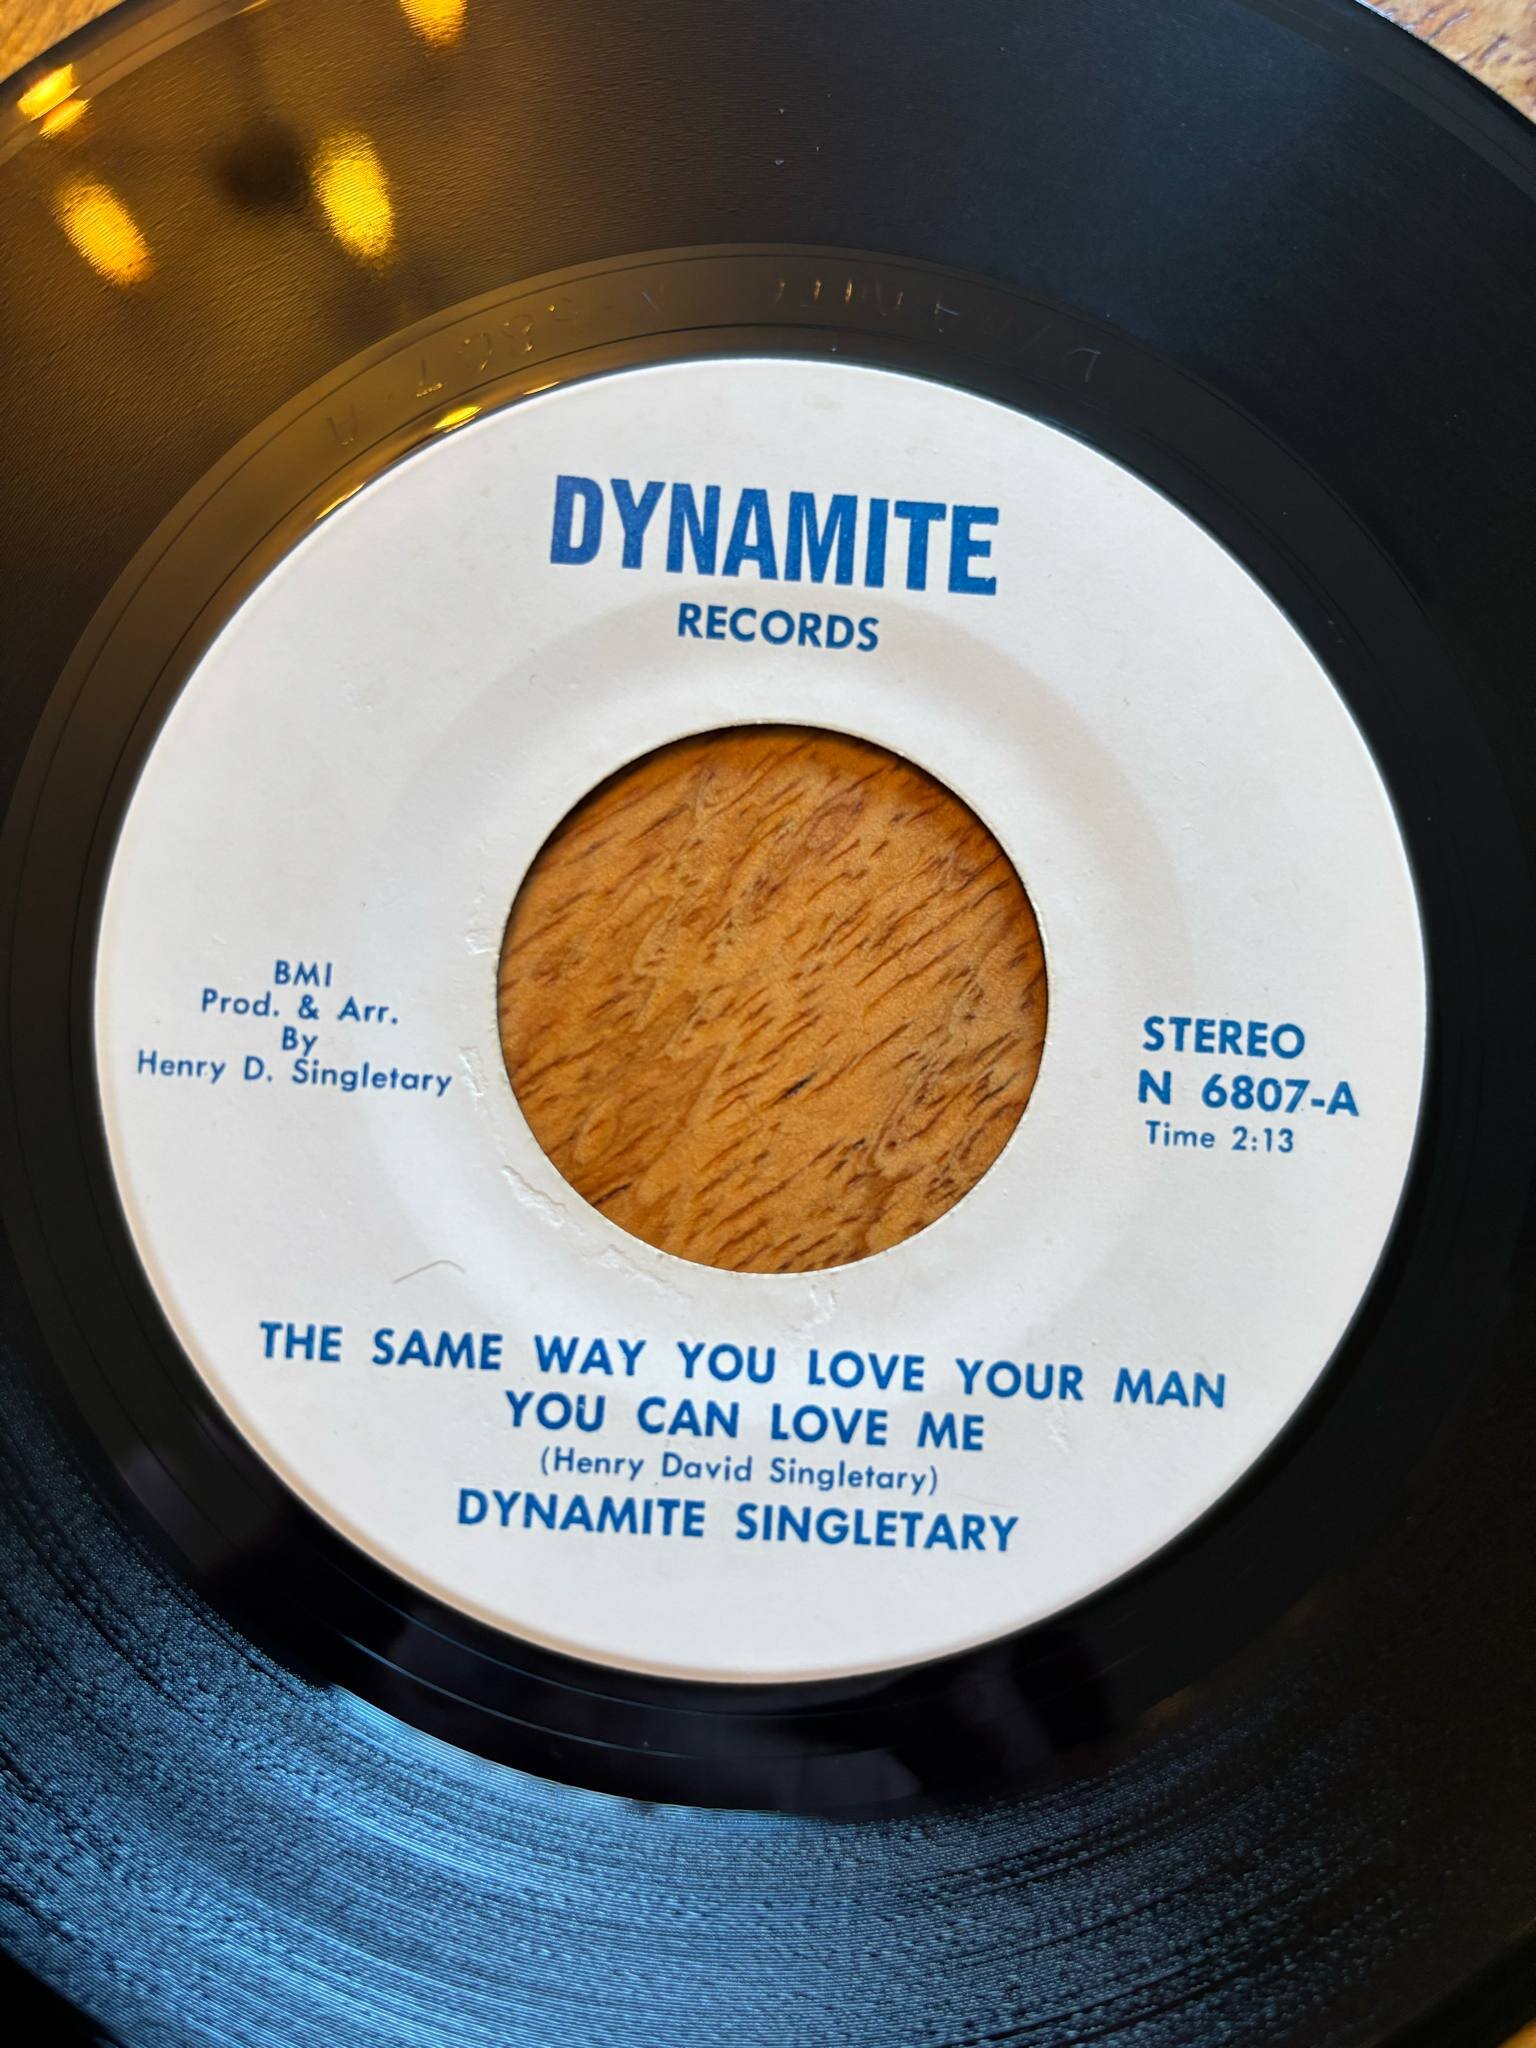 DYNAMITE
RECORDS
BMI
Prod. & Arr.
By
Henry D. Singletary
STEREO
N 6807-A
Time 2:13
THE SAME WAY YOU LOVE YOUR MAN
YOU CAN LOVE ME
(Henry David Singletary)
DYNAMITE SINGLETARY